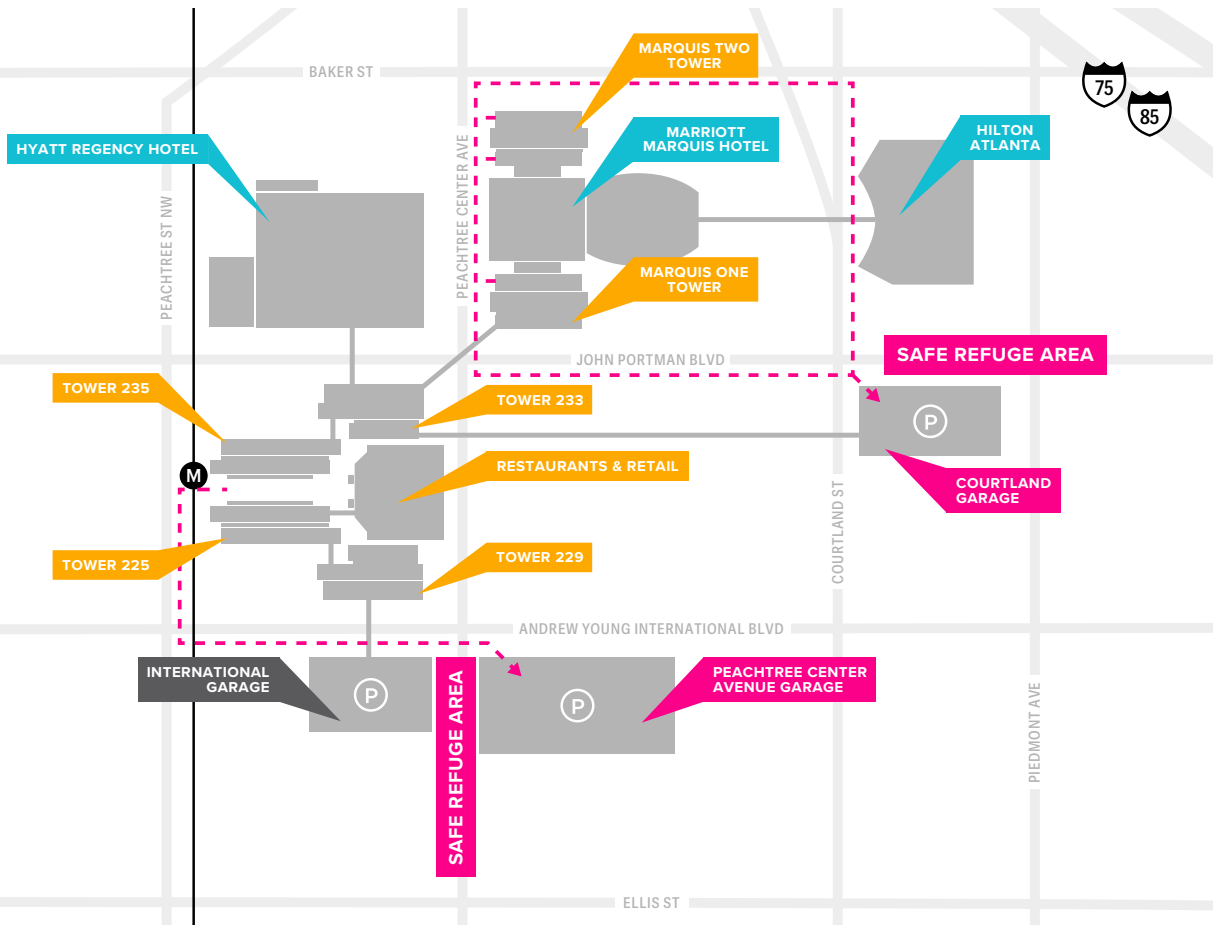 MARQUIS TWO
TOWER
BAKER ST
75
85
HYATT REGENCY HOTEL
MARRIOTT
MARQUIS HOTEL
HILTON
ATLANTA
PEACHTREE ST NW
PEACHTREE CENTER AVE
MARQUIS ONE
TOWER
JOHN PORTMAN BLVD
SAFE REFUGE AREA
TOWER 235
TOWER 233
P
RESTAURANTS & RETAIL
M
COURTLAND
GARAGE
COURTLAND ST
TOWER 225
TOWER 229
ANDREW YOUNG INTERNATIONAL BLVD
INTERNATIONAL
GARAGE
P
SAFE REFUGE AREA
P
PEACHTREE CENTER
AVENUE GARAGE
PIEDMONT AVE
ELLIS ST